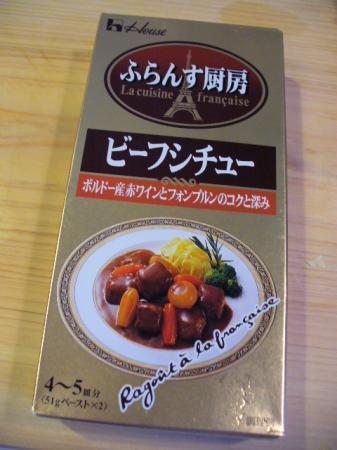 House
ふらんす厨房
La cuisine française
ビーフシチュー
ボルドー産赤ワインとフォンブルンのコクと深み
Ragoût à la française
4〜5皿分
(51gペースト×2)